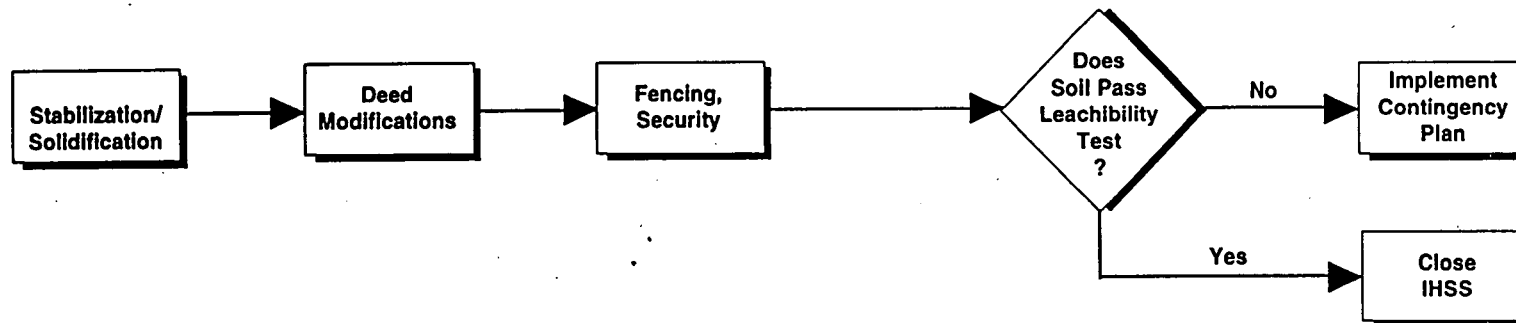 Stabilization/
Solidification
Deed
Modifications
Fencing,
Security
Does
Soil Pass
Leachibility
Test
?
No
Implement
Contingency
Plan
Yes
Close
IHSS